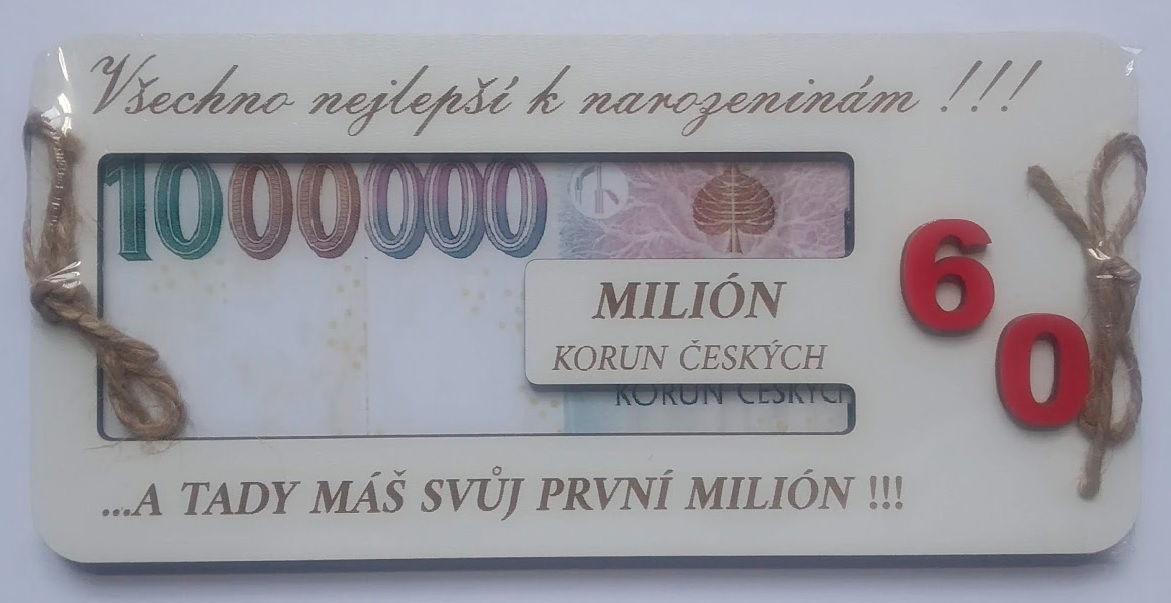 Všechno nejlepší k narozeninám !!!
1000000
MILIÓN
KORUN ČESKÝCH
KORUN ČESKÝCH
60
...A TADY MÁŠ SVŮJ PRVNÍ MILIÓN !!!